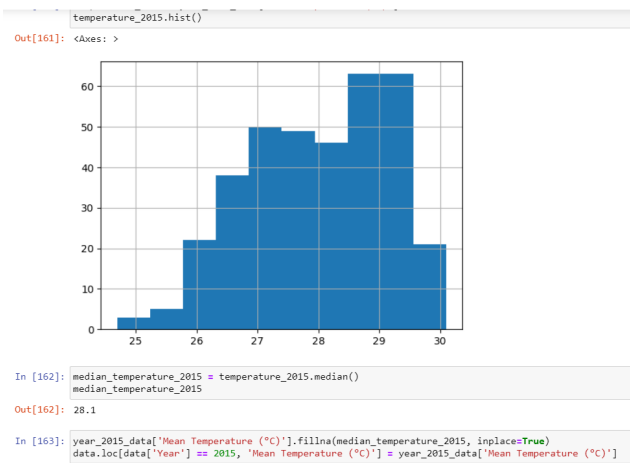 temperature_2015.hist()
Out[161]: <Axes: >
60
50
40
30
20
10
0
25 26 27 28 29 30
In [162]: median_temperature_2015 = temperature_2015.median()
median_temperature_2015
Out[162]: 28.1
In [163]: year_2015_data['Mean Temperature (°C)'].fillna(median_temperature_2015, inplace=True)
data.loc[data['Year'] == 2015, 'Mean Temperature (°C)'] = year_2015_data['Mean Temperature (°C)']